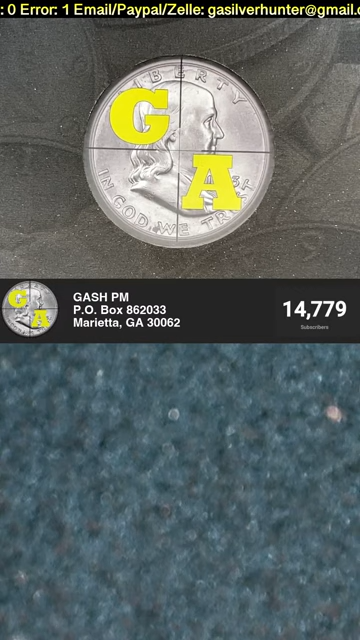 : 0 Error: 1 Email/Paypal/Zelle: gasilverhunter@gmail.c
LIBERTY
G
A
IN GOD WE TRUST
G
A
GASH PM
P.O. Box 862033
Marietta, GA 30062
14,779
Subscribers